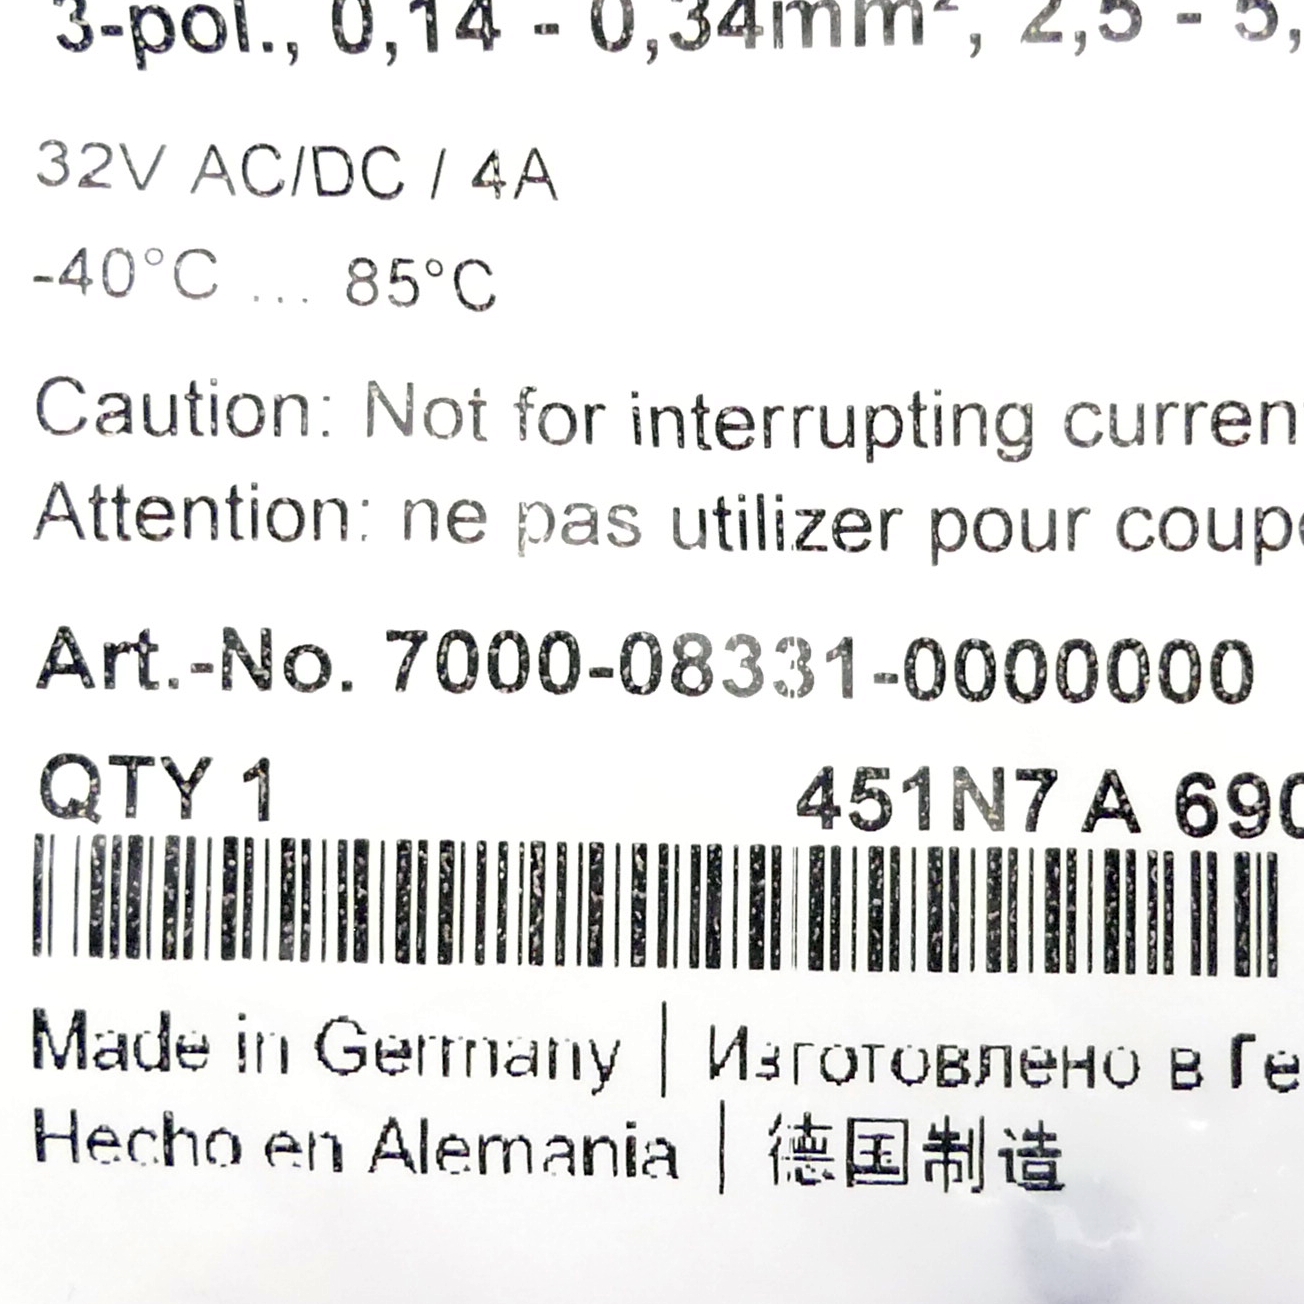 3-pol., 0,14 - 0,34mm², 2,5 - 5,
32V AC/DC / 4A
-40°C ... 85°C
Caution: Not for interrupting curren
Attention: ne pas utilizer pour coup
Art.-No. 7000-08331-0000000
QTY 1 451N7 A 690
Made in Germany | Изготовлено в Ге
Hecho en Alemania | 德国制造